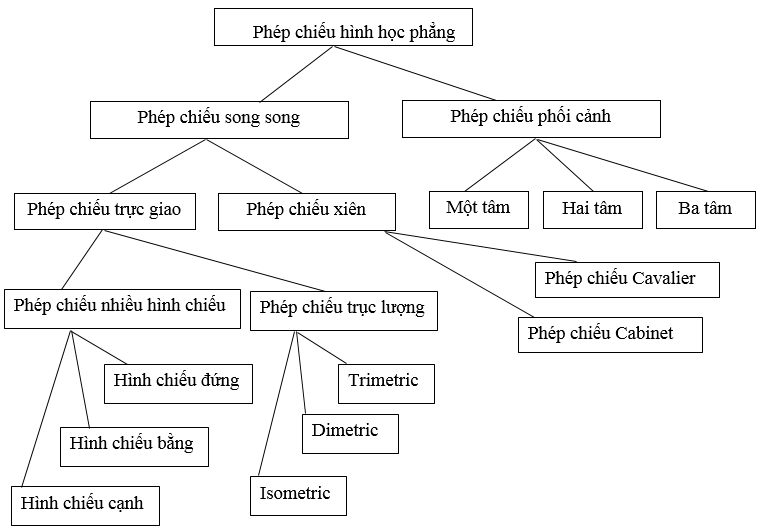 Phép chiếu hình học phẳng
Phép chiếu song song
Phép chiếu phối cảnh
Phép chiếu trực giao
Phép chiếu xiên
Một tâm
Hai tâm
Ba tâm
Phép chiếu Cavalier
Phép chiếu nhiều hình chiếu
Phép chiếu trục lượng
Phép chiếu Cabinet
Hình chiếu đứng
Trimetric
Dimetric
Hình chiếu bằng
Isometric
Hình chiếu cạnh